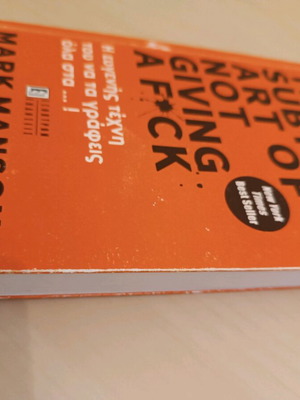 ART OF
NOT
GIVING
A F*CK
New York
Times
Best Seller
Η ευγενής τέχνη
του να τα γράφεις
όλα στα ... !
MARK